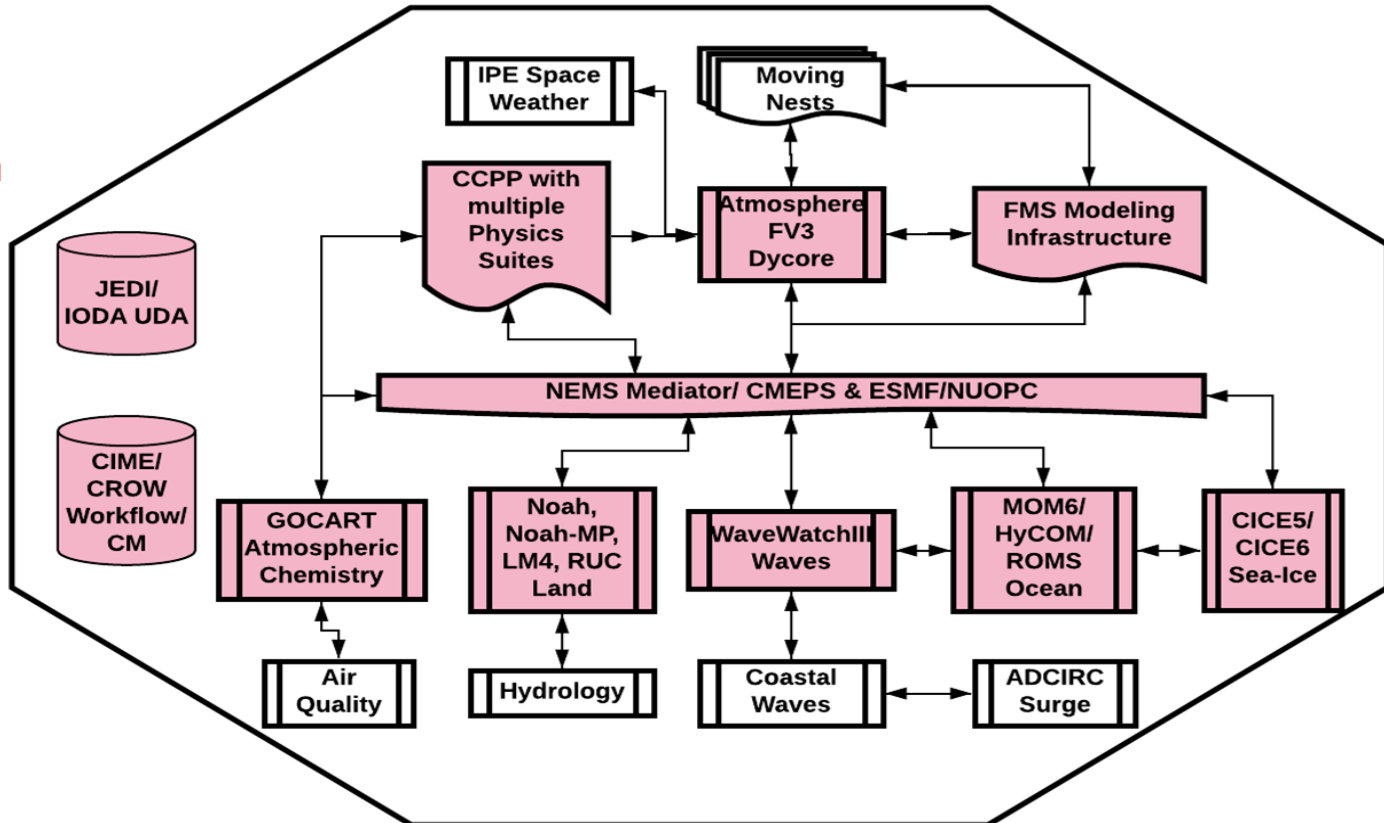 IPE Space
Weather
Moving
Nests
CCPP with
multiple
Physics
Suites
Atmosphere
FV3
Dycore
FMS Modeling
Infrastructure
JEDI/
IODA UDA
NEMS Mediator/ CMEPS & ESMF/NUOPC
CIME/
CROW
Workflow/
CM
GOCART
Atmospheric
Chemistry
Noah,
Noah-MP,
LM4, RUC
Land
WaveWatchIII
Waves
MOM6/
HyCOM/
ROMS
Ocean
CICE5/
CICE6
Sea-Ice
Air
Quality
Hydrology
Coastal
Waves
ADCIRC
Surge